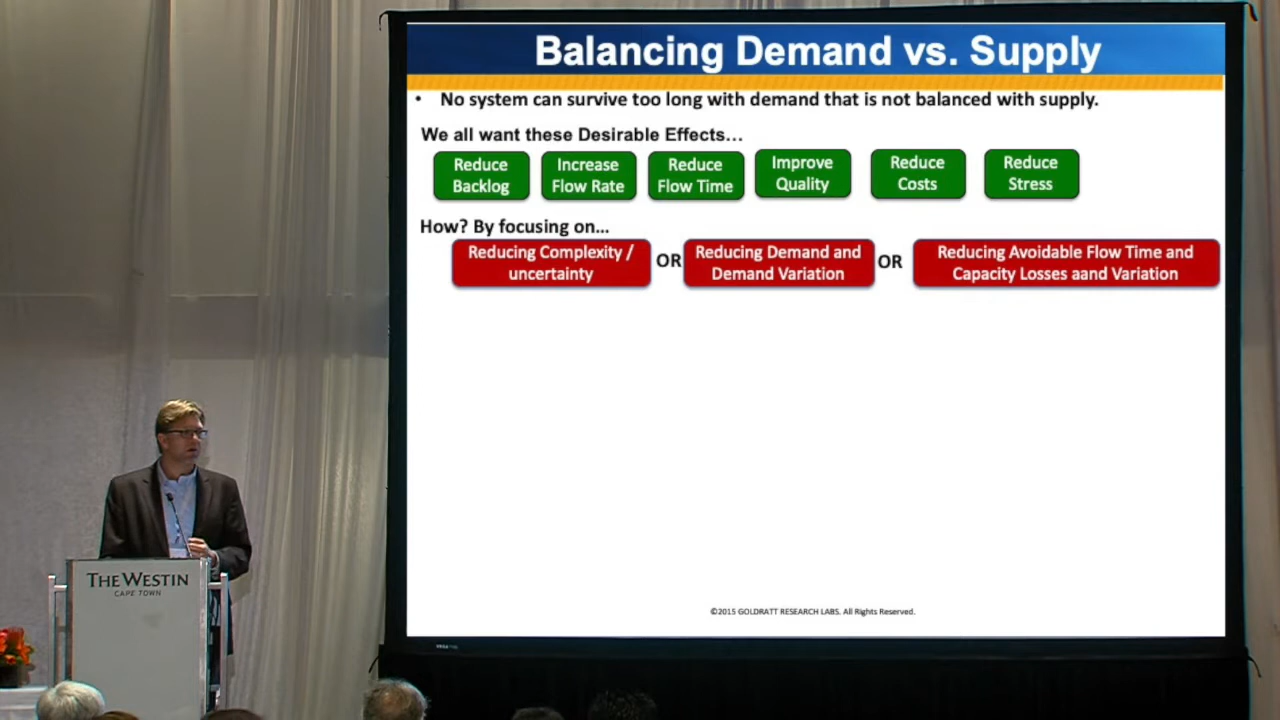 Balancing Demand vs. Supply
• No system can survive too long with demand that is not balanced with supply.
We all want these Desirable Effects...
Reduce
Backlog
Increase
Flow Rate
Reduce
Flow Time
Improve
Quality
Reduce
Costs
Reduce
Stress
How? By focusing on...
Reducing Complexity /
uncertainty
OR
Reducing Demand and
Demand Variation
OR
Reducing Avoidable Flow Time and
Capacity Losses aand Variation
©2015 GOLDRATT RESEARCH LABS. All Rights Reserved.
THE WESTIN
CAPE TOWN